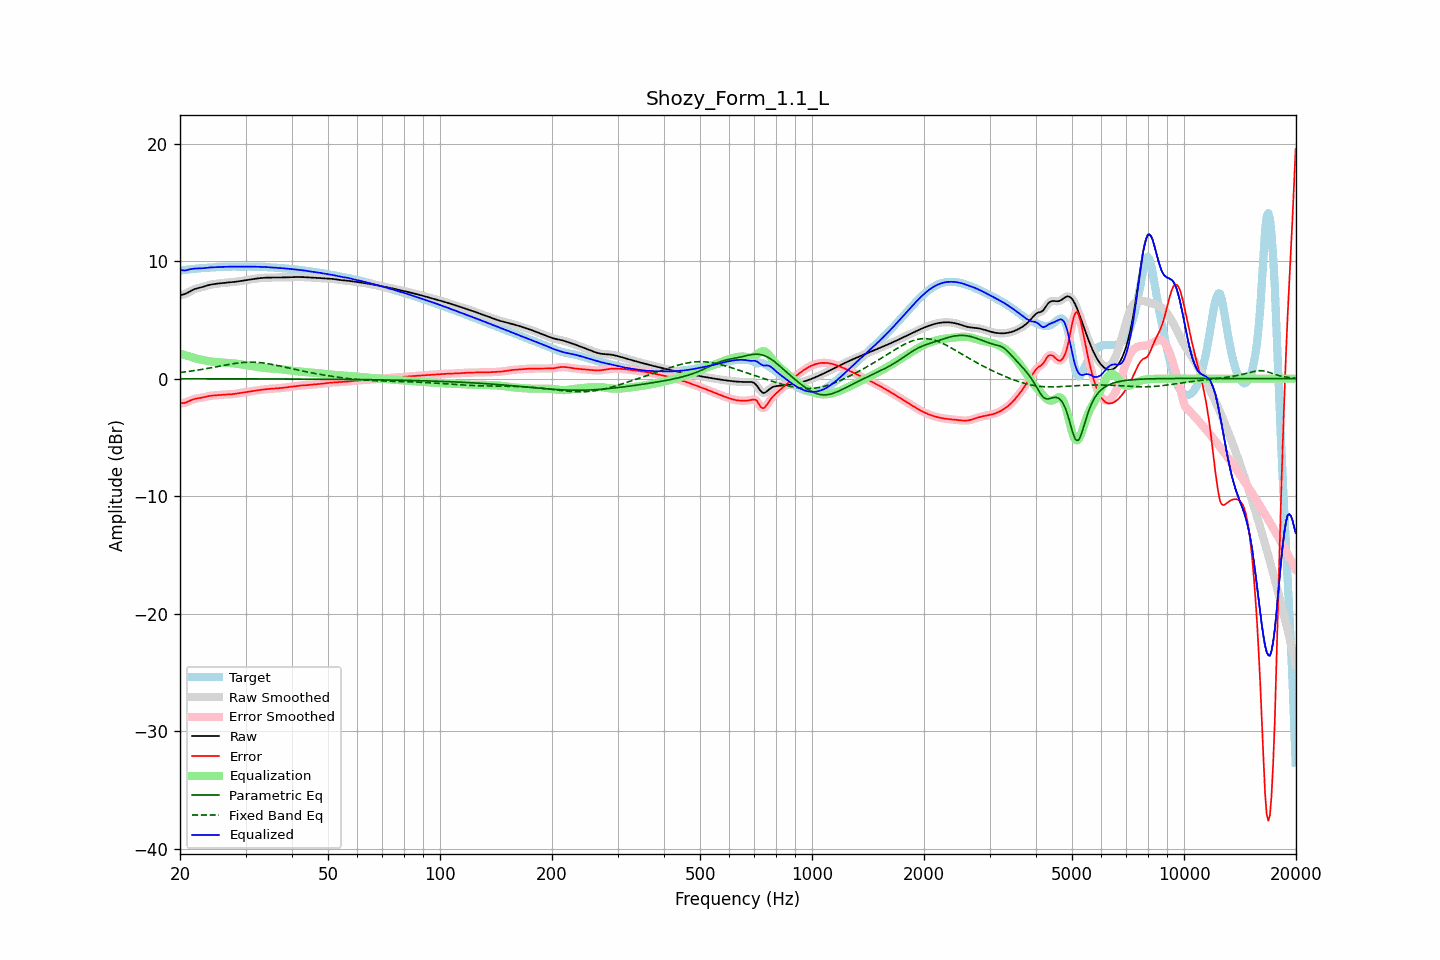 Shozy_Form_1.1_L
Amplitude (dBr)
20
10
0
−10
−20
−30
−40
Target
Raw Smoothed
Error Smoothed
Raw
Error
Equalization
Parametric Eq
Fixed Band Eq
Equalized
20 50 100 200 500 1000 2000 5000 10000 20000
Frequency (Hz)